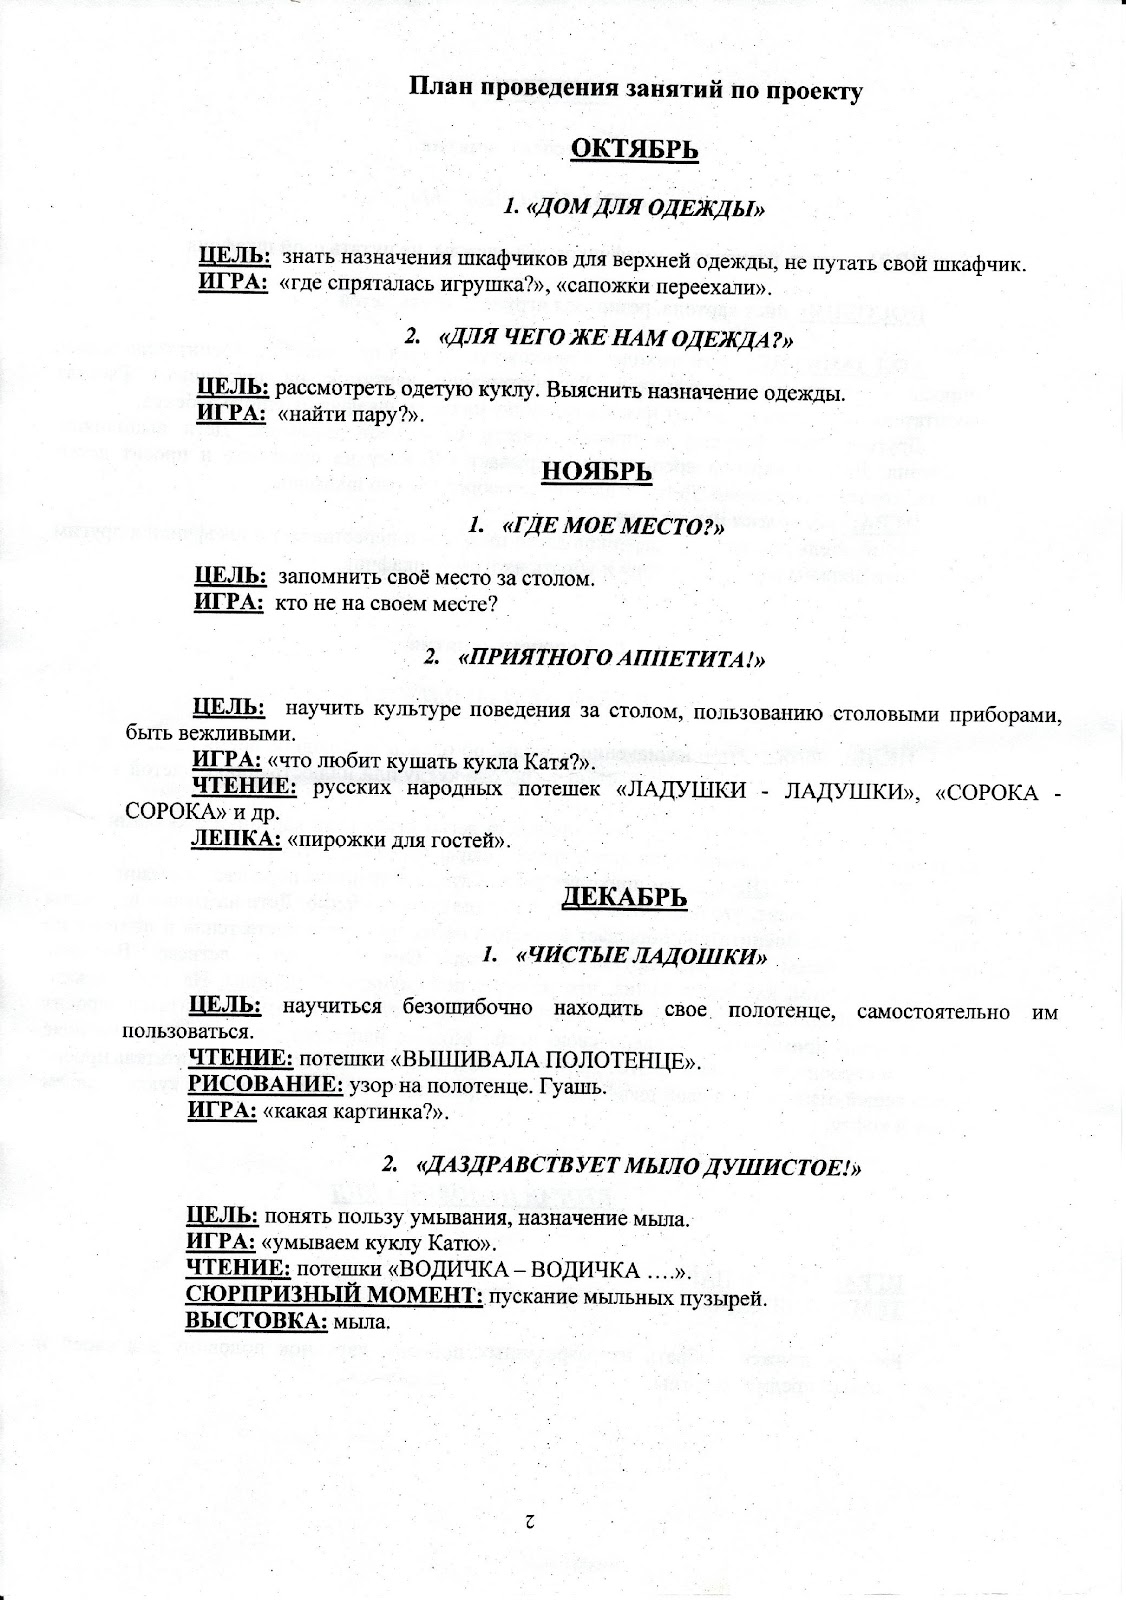 План проведения занятий по проекту
ОКТЯБРЬ
1. «ДОМ ДЛЯ ОДЕЖДЫ»
ЦЕЛЬ: знать назначения шкафчиков для верхней одежды, не путать свой шкафчик.
ИГРА: «где спряталась игрушка?», «сапожки переехали».
2. «ДЛЯ ЧЕГО ЖЕ НАМ ОДЕЖДА?»
ЦЕЛЬ: рассмотреть одетую куклу. Выяснить назначение одежды.
ИГРА: «найти пару?».
НОЯБРЬ
1. «ГДЕ МОЕ МЕСТО?»
ЦЕЛЬ: запомнить своё место за столом.
ИГРА: кто не на своем месте?
2. «ПРИЯТНОГО АППЕТИТА!»
ЦЕЛЬ: научить культуре поведения за столом, пользованию столовыми приборами,
быть вежливыми.
ИГРА: «что любит кушать кукла Катя?».
ЧТЕНИЕ: русских народных потешек «ЛАДУШКИ - ЛАДУШКИ», «СОРОКА -
СОРОКА» и др.
ЛЕПКА: «пирожки для гостей».
ДЕКАБРЬ
1. «ЧИСТЫЕ ЛАДОШКИ»
ЦЕЛЬ: научиться безошибочно находить свое полотенце, самостоятельно им
пользоваться.
ЧТЕНИЕ: потешки «ВЫШИВАЛА ПОЛОТЕНЦЕ».
РИСОВАНИЕ: узор на полотенце. Гуашь.
ИГРА: «какая картинка?».
2. «ДАЗДРАВСТВУЕТ МЫЛО ДУШИСТОЕ!»
ЦЕЛЬ: понять пользу умывания, назначение мыла.
ИГРА: «умываем куклу Катю».
ЧТЕНИЕ: потешки «ВОДИЧКА – ВОДИЧКА ….».
СЮРПРИЗНЫЙ МОМЕНТ: пускание мыльных пузырей.
ВЫСТОВКА: мыла.